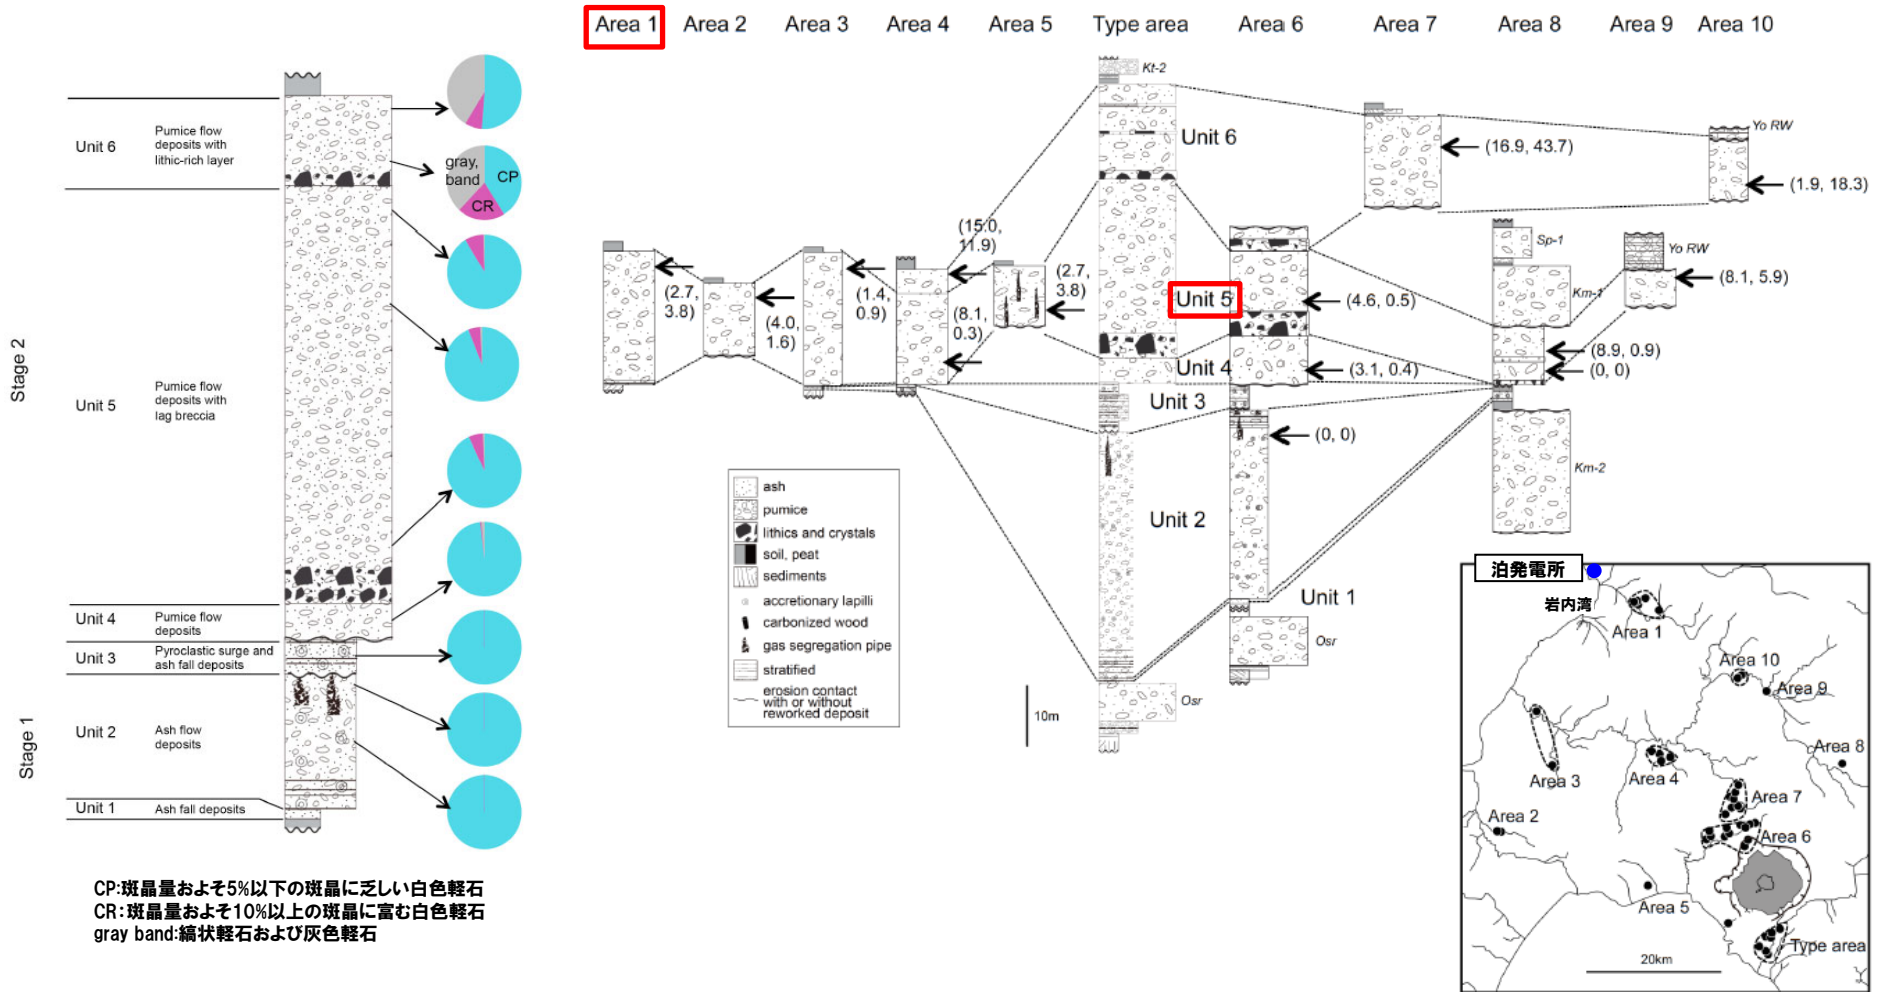 Area 1
Area 2
Area 3
Area 4
Area 5
Type area
Area 6
Area 7
Area 8
Area 9
Area 10
Stage 2
Stage 1
Unit 6
Pumice flow
deposits with
lithic-rich layer
Unit 5
Pumice flow
deposits with
lag breccia
Unit 4
Pumice flow
deposits
Unit 3
Pyroclastic surge and
ash fall deposits
Unit 2
Ash flow
deposits
Unit 1
Ash fall deposits
gray,
band
CP
CR
CP:斑晶量およそ5%以下の斑晶に乏しい白色軽石
CR:斑晶量およそ10%以上の斑晶に富む白色軽石
gray band:縞状軽石および灰色軽石
(2.7,
3.8)
(4.0,
1.6)
(1.4,
0.9)
(15.0,
11.9)
(8.1,
0.3)
(2.7,
3.8)
Kt-2
Unit 6
Unit 5
Unit 4
Unit 3
Unit 2
Unit 1
Osr
(4.6, 0.5)
(3.1, 0.4)
(0, 0)
Osr
(16.9, 43.7)
Sp-1
Km-1
(8.9, 0.9)
(0, 0)
Km-2
Yo RW
(8.1, 5.9)
Yo RW
(1.9, 18.3)
ash
pumice
lithics and crystals
soil, peat
sediments
accretionary lapilli
carbonized wood
gas segregation pipe
stratified
erosion contact
with or without
reworked deposit
10m
泊発電所
岩内湾
Area 1
Area 10
Area 9
Area 8
Area 3
Area 4
Area 7
Area 2
Area 6
Area 5
Type area
20km